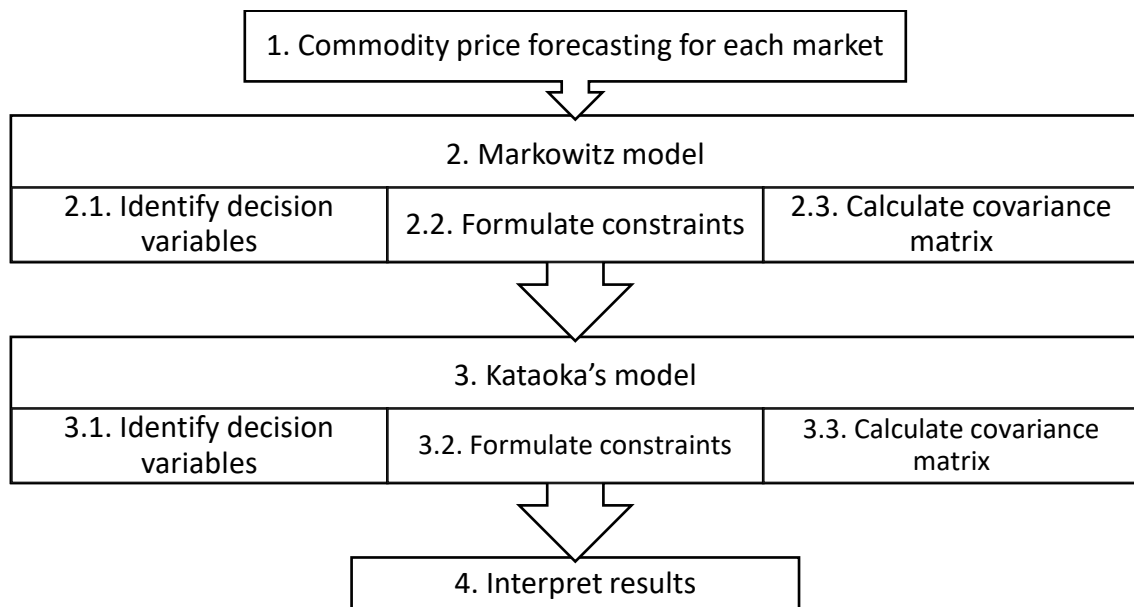 1. Commodity price forecasting for each market
2. Markowitz model
2.1. Identify decision
variables
2.2. Formulate constraints
2.3. Calculate covariance
matrix
3. Kataoka’s model
3.1. Identify decision
variables
3.2. Formulate constraints
3.3. Calculate covariance
matrix
4. Interpret results